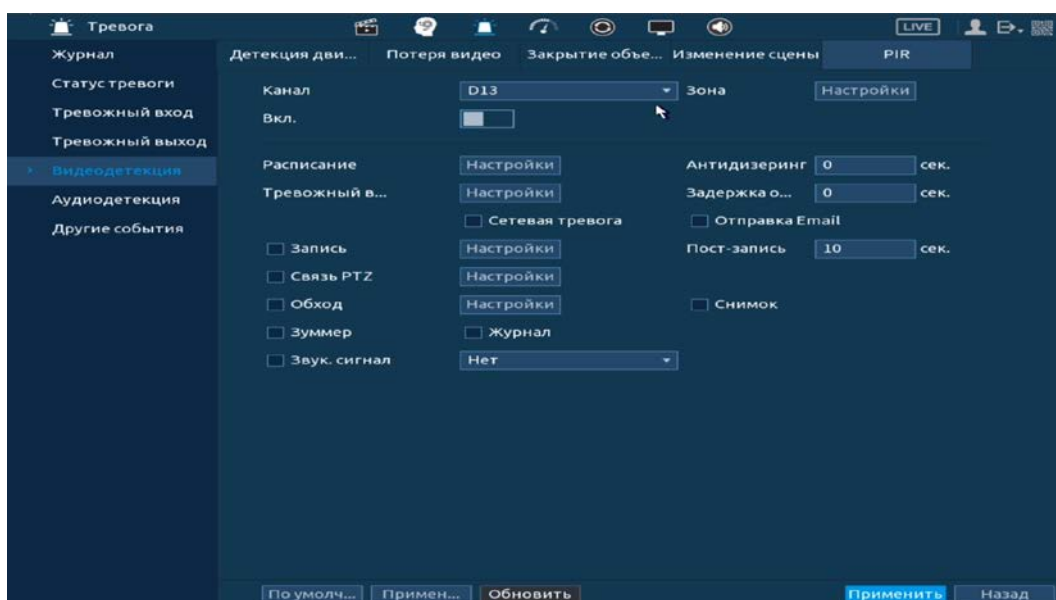 Тревога LIVE
Журнал
Статус тревоги
Тревожный вход
Тревожный выход
Видеодетекция
Аудиодетекция
Другие события
Детекция дви... Потеря видео Закрытие объе... Изменение сцены PIR
Канал D13 Зона Настройки
Вкл.
Расписание Настройки Антидизеринг 0 сек.
Тревожный в... Настройки Задержка о... 0 сек.
Сетевая тревога Отправка Email
Запись Настройки Пост-запись 10 сек.
Связь PTZ Настройки
Обход Настройки Снимок
Зуммер Журнал
Звук. сигнал Нет
По умолч... Примен... Обновить Применить Назад